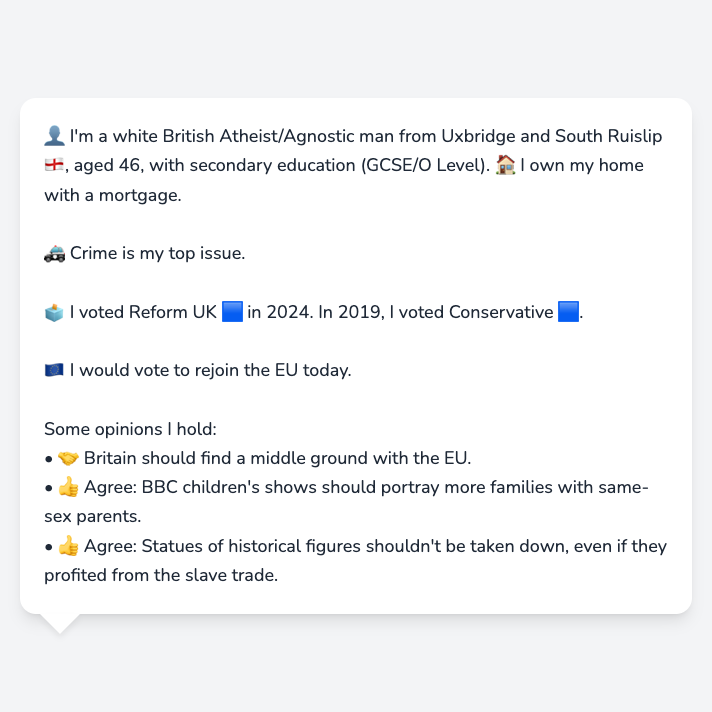 👤 I'm a white British Atheist/Agnostic man from Uxbridge and South Ruislip
🏴󠁧󠁢󠁥󠁮󠁧󠁿, aged 46, with secondary education (GCSE/O Level). 🏠 I own my home
with a mortgage.
🚓 Crime is my top issue.
🗳️ I voted Reform UK 🟦 in 2024. In 2019, I voted Conservative 🟦.
🇪🇺 I would vote to rejoin the EU today.
Some opinions I hold:
• 🤝 Britain should find a middle ground with the EU.
• 👍 Agree: BBC children's shows should portray more families with same-
sex parents.
• 👍 Agree: Statues of historical figures shouldn't be taken down, even if they
profited from the slave trade.